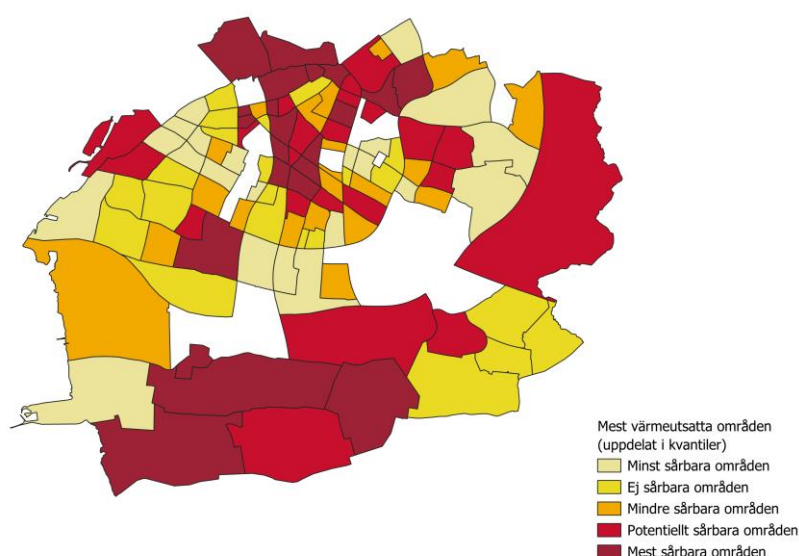 Mest värmeutsatta områden
(uppdelat i kvantiler)
Minst sårbara områden
Ej sårbara områden
Mindre sårbara områden
Potentiellt sårbara områden
Mest sårbara områden